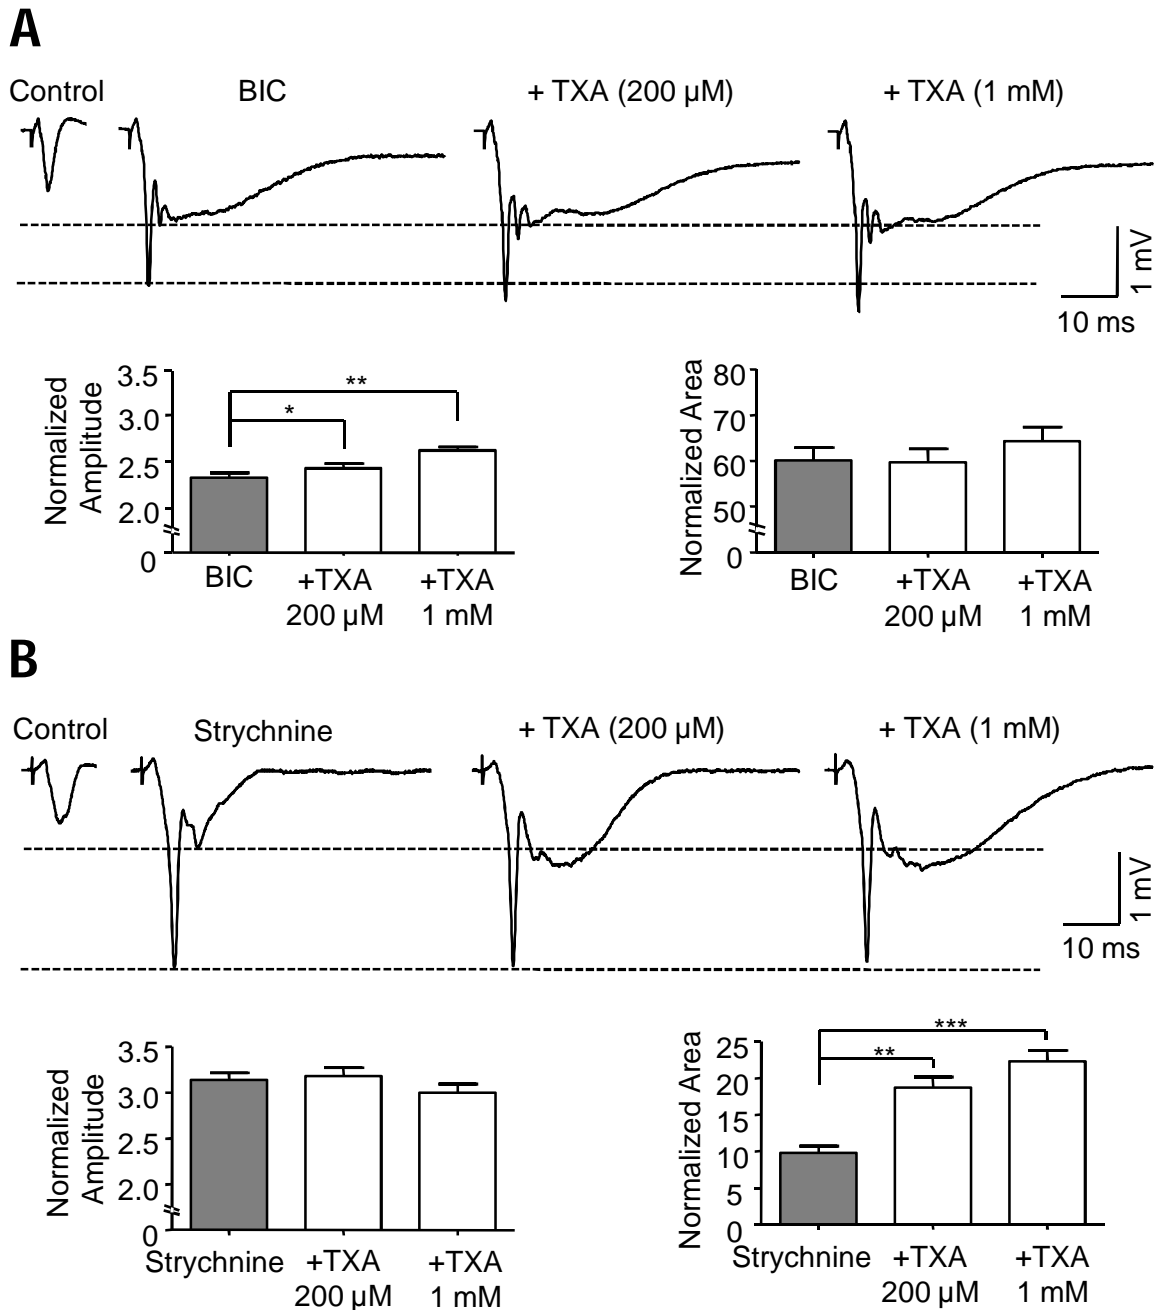 A
Control
BIC
+ TXA (200 µM)
+ TXA (1 mM)
1 mV
10 ms
Normalized
Amplitude
3.5
3.0
2.5
2.0
0
*
**
BIC
+TXA
200 µM
+TXA
1 mM
Normalized Area
80
70
60
50
0
BIC
+TXA
200 µM
+TXA
1 mM
B
Control
Strychnine
+ TXA (200 µM)
+ TXA (1 mM)
1 mV
10 ms
Normalized
Amplitude
3.5
3.0
2.5
2.0
0
Strychnine
+TXA
200 µM
+TXA
1 mM
Normalized Area
25
20
15
10
5
0
**
***
Strychnine
+TXA
200 µM
+TXA
1 mM